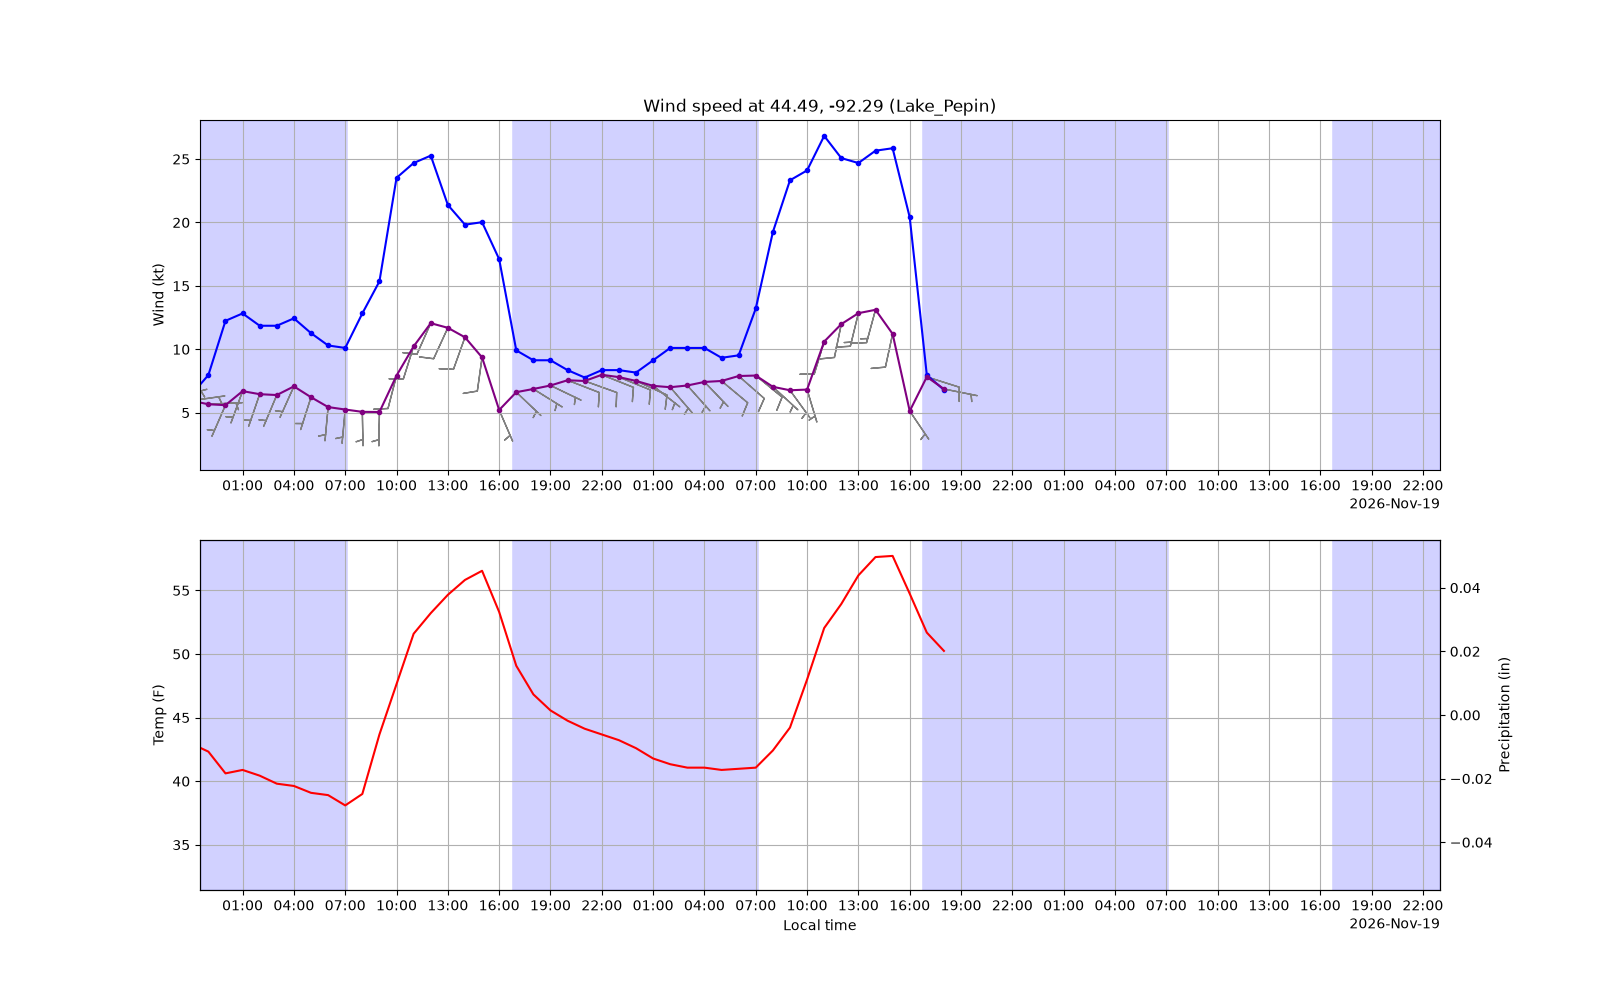 Wind speed at 44.49, -92.29 (Lake_Pepin)
Wind (kt)
25
20
15
10
5
01:00 04:00 07:00 10:00 13:00 16:00 19:00 22:00 01:00 04:00 07:00 10:00 13:00 16:00 19:00 22:00 01:00 04:00 07:00 10:00 13:00 16:00 19:00 22:00
2026-Nov-19
Temp (F)
55
50
45
40
35
0.04
0.02
0.00
−0.02
−0.04
Precipitation (in)
01:00 04:00 07:00 10:00 13:00 16:00 19:00 22:00 01:00 04:00 07:00 10:00 13:00 16:00 19:00 22:00 01:00 04:00 07:00 10:00 13:00 16:00 19:00 22:00
Local time
2026-Nov-19